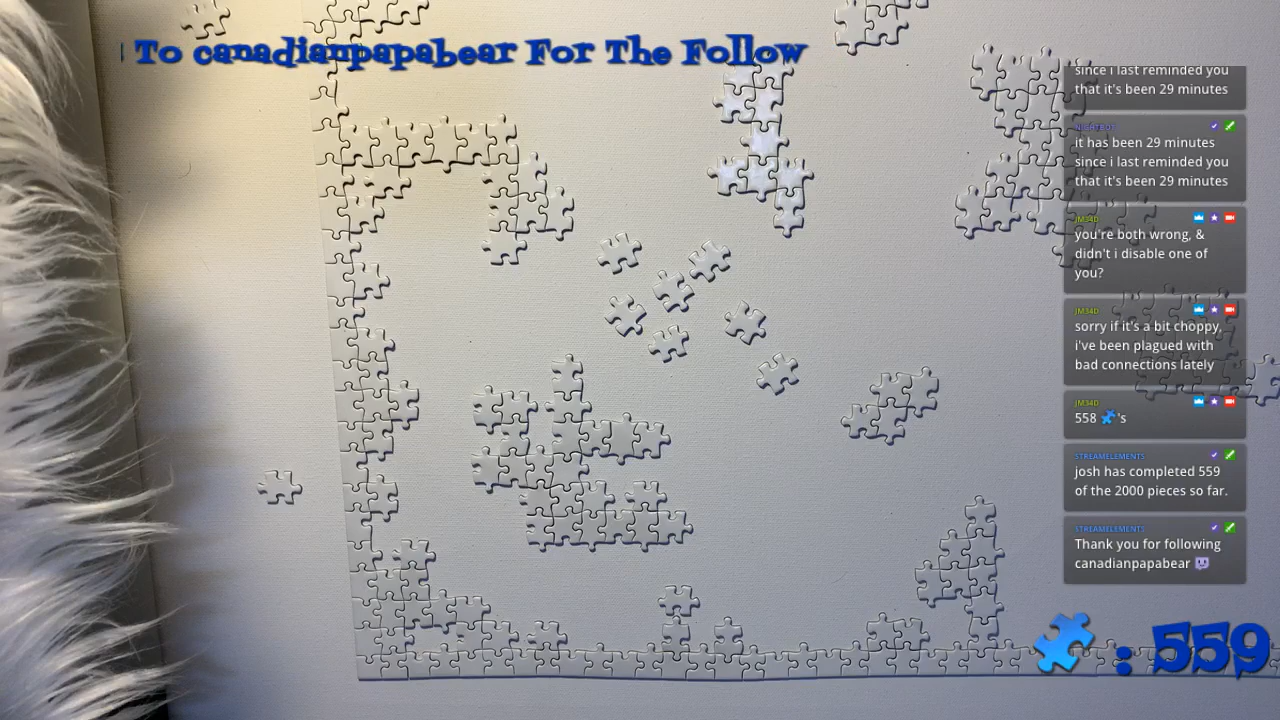 To canadianpapabear For The Follow
since i last reminded you
that it's been 29 minutes
NIGHTBOT
it has been 29 minutes
since i last reminded you
that it's been 29 minutes
JM34D
you're both wrong, &
didn't i disable one of
you?
JM34D
sorry if it's a bit choppy,
i've been plagued with
bad connections lately
JM34D
558 🧩's
STREAMELEMENTS
josh has completed 559
of the 2000 pieces so far.
STREAMELEMENTS
Thank you for following
canadianpapabear
: 559